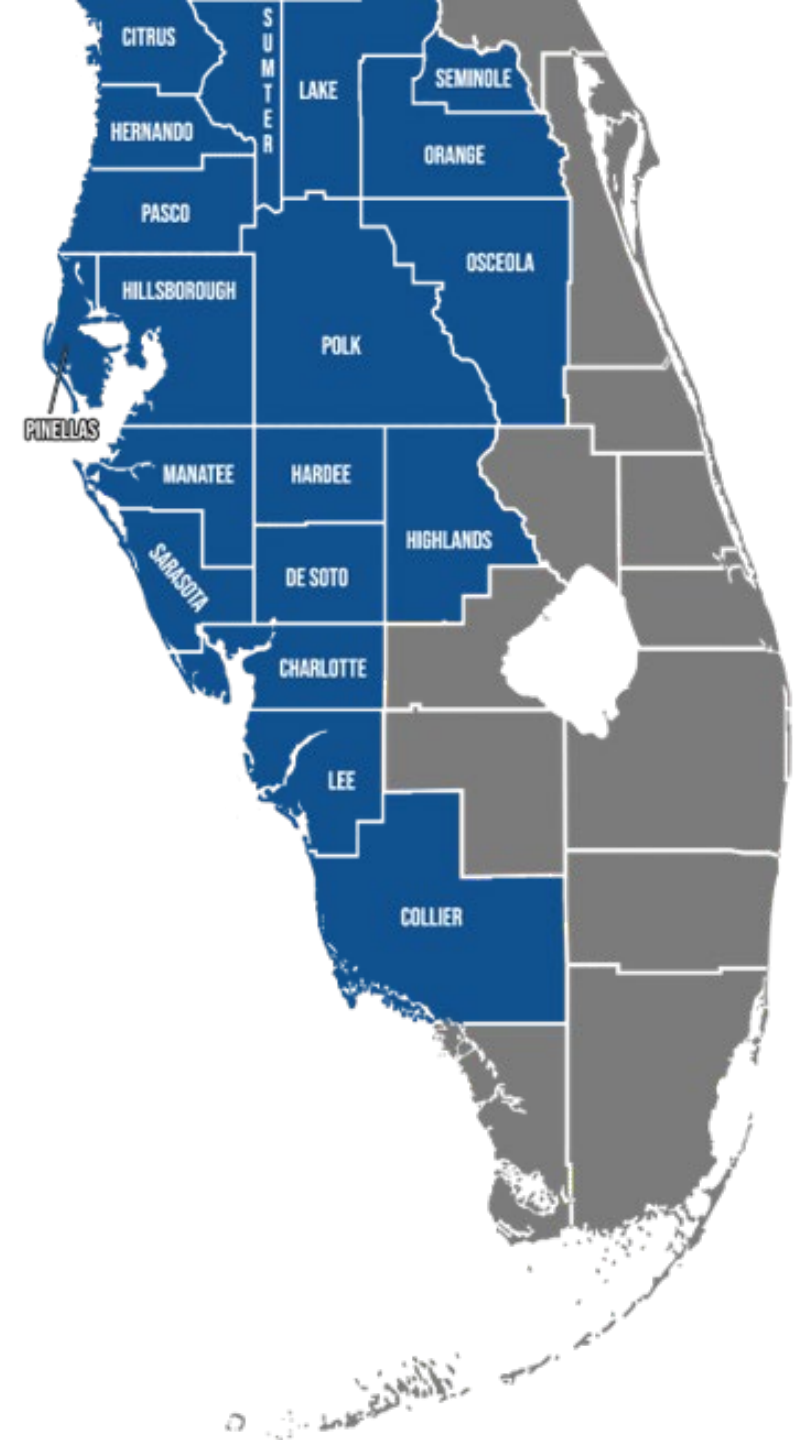 CITRUS
SUMTER
LAKE
SEMINOLE
HERNANDO
ORANGE
PASCO
OSCEOLA
HILLSBOROUGH
POLK
PINELLAS
MANATEE
HARDEE
HIGHLANDS
SARASOTA
DE SOTO
CHARLOTTE
LEE
COLLIER